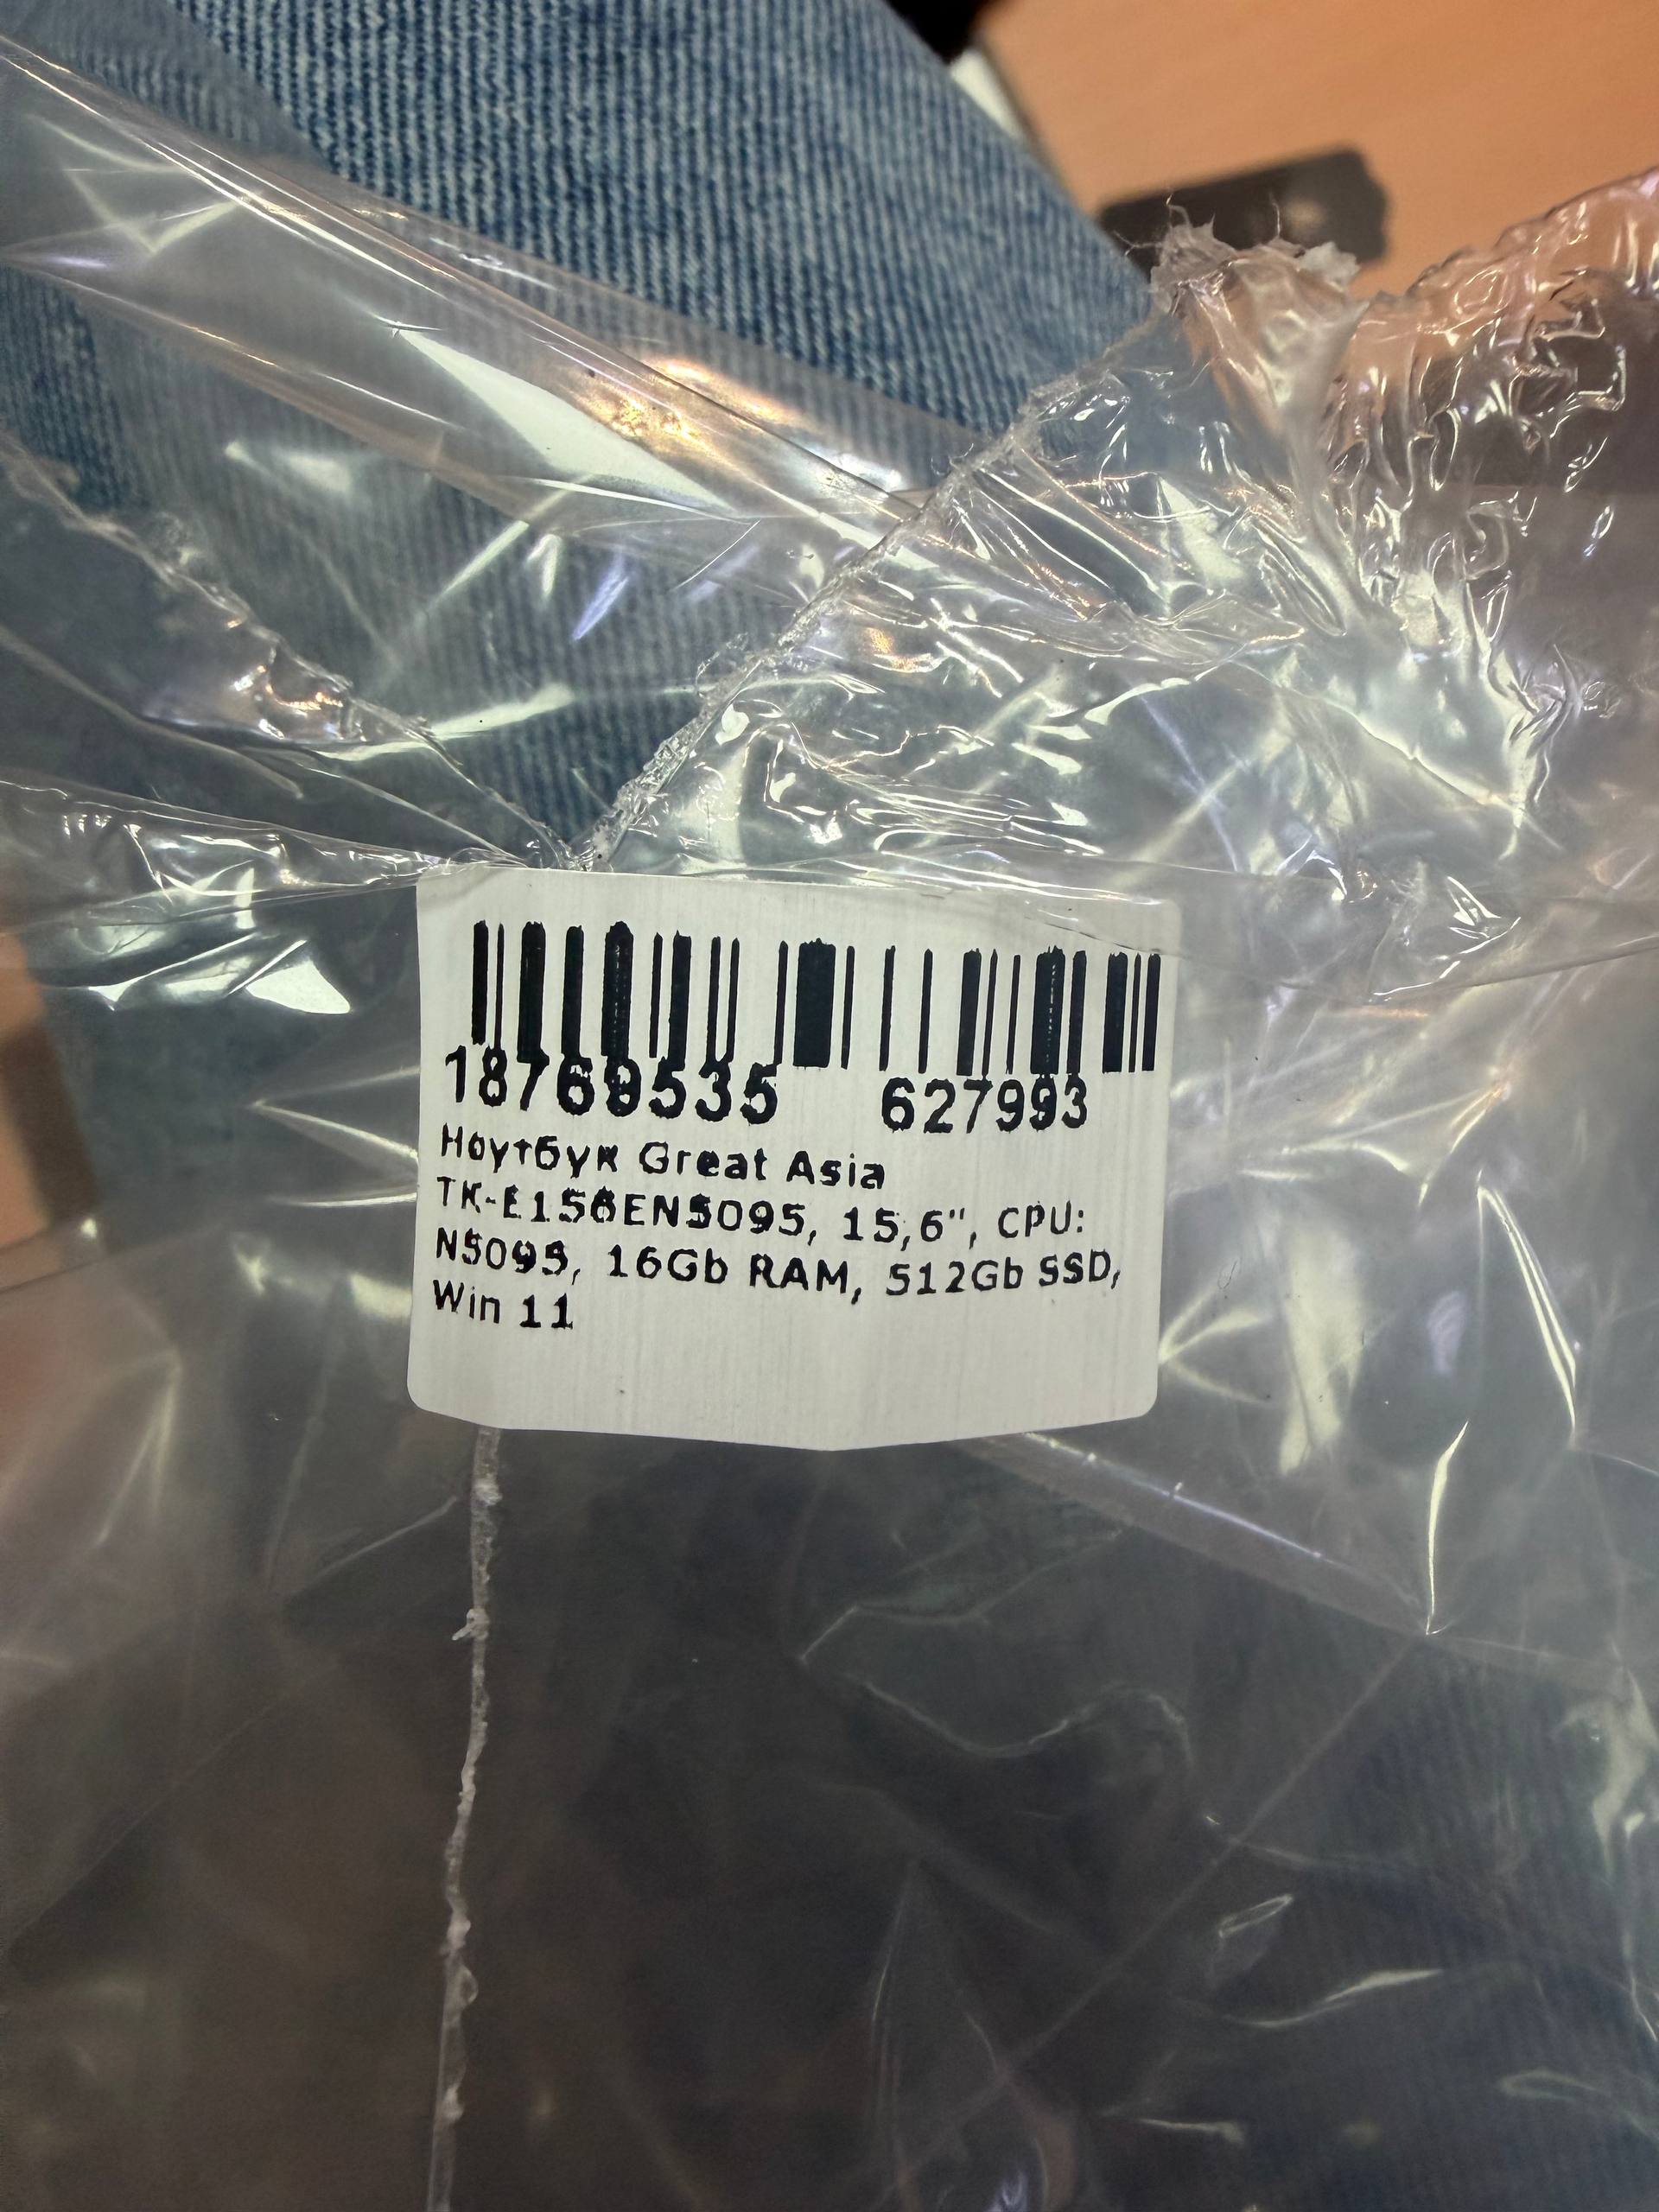 18769535 627993
Ноутбук Great Asia
TK-E156EN5095, 15,6", CPU:
N5095, 16Gb RAM, 512Gb SSD,
Win 11